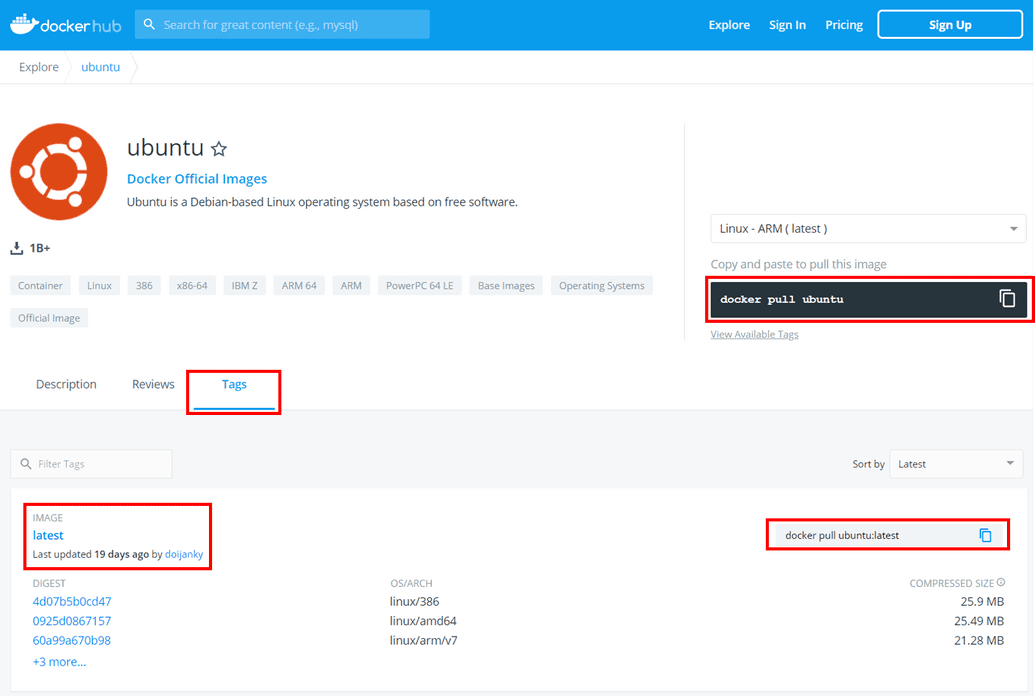 docker hub
Search for great content (e.g., mysql)
Explore
Sign In
Pricing
Sign Up
Explore
ubuntu
ubuntu
Docker Official Images
Ubuntu is a Debian-based Linux operating system based on free software.
1B+
Container
Linux
386
x86-64
IBM Z
ARM 64
ARM
PowerPC 64 LE
Base Images
Operating Systems
Official Image
Linux - ARM ( latest )
Copy and paste to pull this image
docker pull ubuntu
View Available Tags
Description
Reviews
Tags
Filter Tags
Sort by
Latest
IMAGE
latest
Last updated 19 days ago by doijanky
docker pull ubuntu:latest
DIGEST
OS/ARCH
COMPRESSED SIZE
4d07b5b0cd47
linux/386
25.9 MB
0925d0867157
linux/amd64
25.49 MB
60a99a670b98
linux/arm/v7
21.28 MB
+3 more...